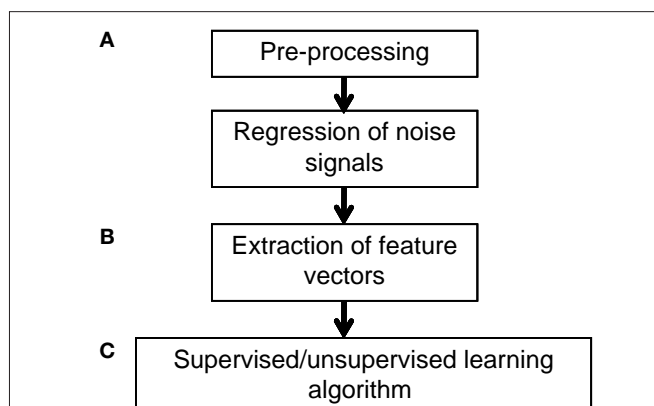 A
Pre-processing
Regression of noise
signals
B
Extraction of feature
vectors
C
Supervised/unsupervised learning
algorithm